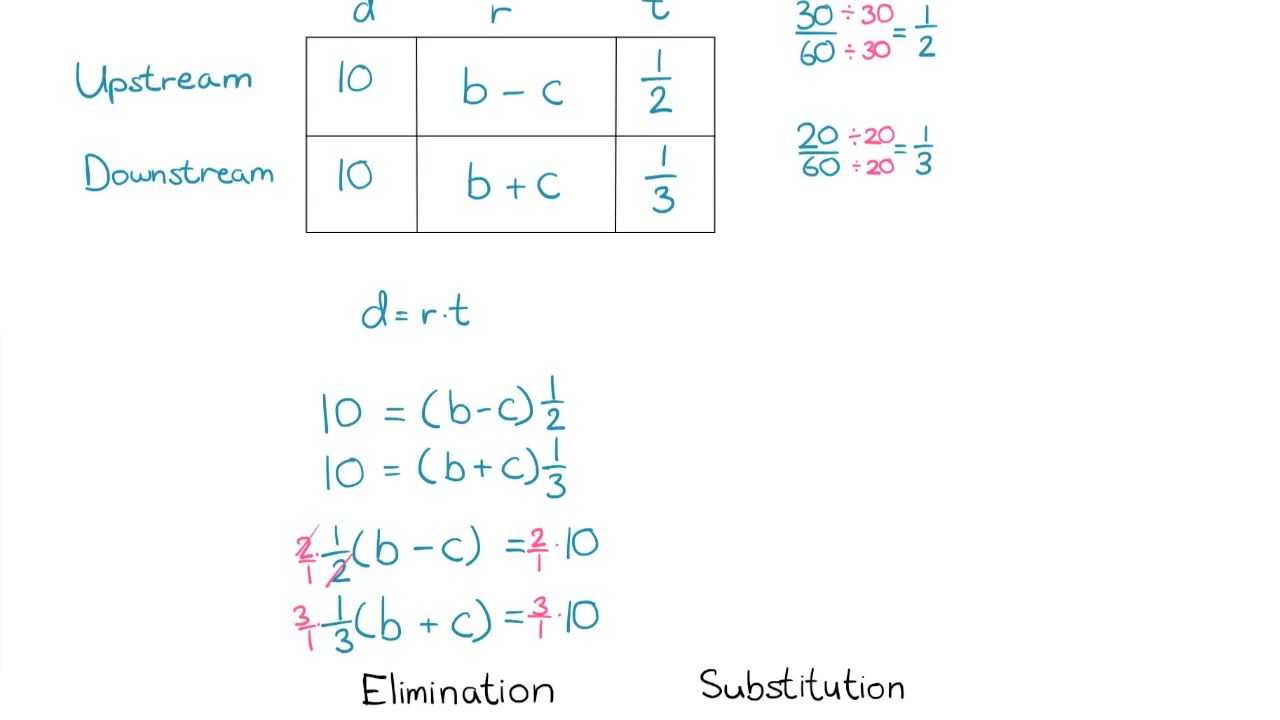 d r t
Upstream 10 b - c 1/2
Downstream 10 b + c 1/3
30/60 ÷ 30/÷ 30 = 1/2
20/60 ÷ 20/÷ 20 = 1/3
d = r · t
10 = (b - c) 1/2
10 = (b + c) 1/3
2/1 · 1/2 (b - c) = 2/1 · 10
3/1 · 1/3 (b + c) = 3/1 · 10
Elimination Substitution